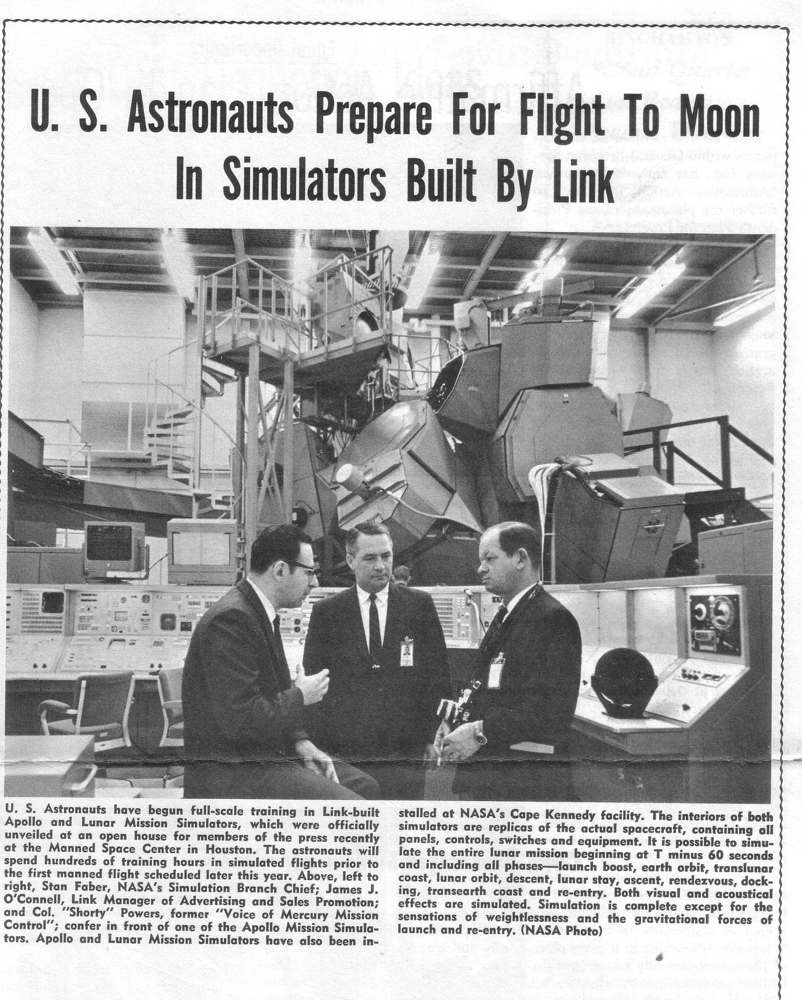 U. S. Astronauts Prepare For Flight To Moon
In Simulators Built By Link
U. S. Astronauts have begun full-scale training in Link-built
Apollo and Lunar Mission Simulators, which were officially
unveiled at an open house for members of the press recently
at the Manned Space Center in Houston. The astronauts will
spend hundreds of training hours in simulated flights prior to
the first manned flight scheduled later this year. Above, left to
right, Stan Faber, NASA's Simulation Branch Chief; James J.
O'Connell, Link Manager of Advertising and Sales Promotion;
and Col. "Shorty" Powers, former "Voice of Mercury Mission
Control"; confer in front of one of the Apollo Mission Simula-
tors. Apollo and Lunar Mission Simulators have also been in-
stalled at NASA's Cape Kennedy facility. The interiors of both
simulators are replicas of the actual spacecraft, containing all
panels, controls, switches and equipment. It is possible to simu-
late the entire lunar mission beginning at T minus 60 seconds
and including all phases—launch boost, earth orbit, translunar
coast, lunar orbit, descent, lunar stay, ascent, rendezvous, dock-
ing, transearth coast and re-entry. Both visual and acoustical
effects are simulated. Simulation is complete except for the
sensations of weightlessness and the gravitational forces of
launch and re-entry. (NASA Photo)